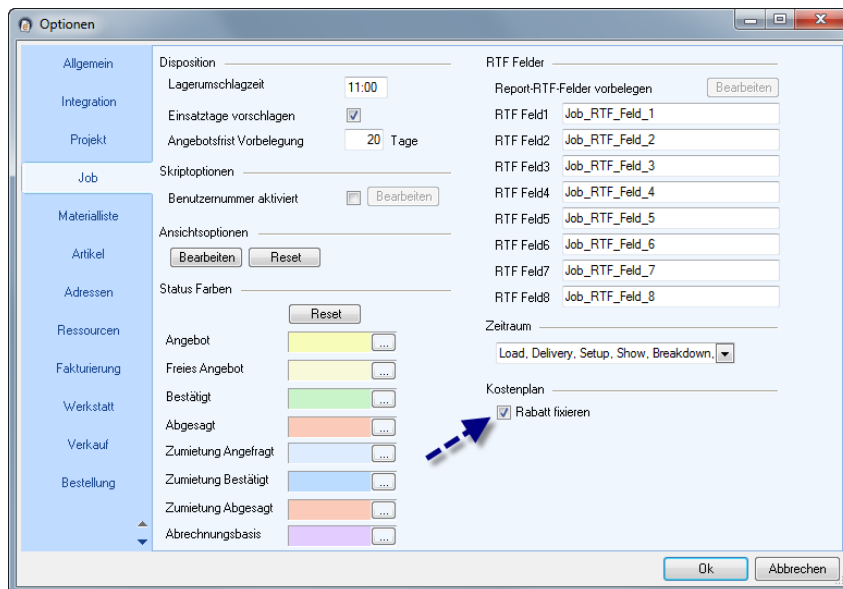 Optionen
Allgemein
Integration
Projekt
Job
Materialliste
Artikel
Adressen
Ressourcen
Fakturierung
Werkstatt
Verkauf
Bestellung
Disposition
Lagerumschlagzeit 11:00
Einsatztage vorschlagen
Angebotsfrist Vorbelegung 20 Tage
Skriptoptionen
Benutzernummer aktiviert Bearbeiten
Ansichtsoptionen
Bearbeiten Reset
Status Farben
Reset
Angebot ...
Freies Angebot ...
Bestätigt ...
Abgesagt ...
Zumietung Angefragt ...
Zumietung Bestätigt ...
Zumietung Abgesagt ...
Abrechnungsbasis ...
RTF Felder
Report-RTF-Felder vorbelegen Bearbeiten
RTF Feld1 Job_RTF_Feld_1
RTF Feld2 Job_RTF_Feld_2
RTF Feld3 Job_RTF_Feld_3
RTF Feld4 Job_RTF_Feld_4
RTF Feld5 Job_RTF_Feld_5
RTF Feld6 Job_RTF_Feld_6
RTF Feld7 Job_RTF_Feld_7
RTF Feld8 Job_RTF_Feld_8
Zeitraum
Load, Delivery, Setup, Show, Breakdown,
Kostenplan
Rabatt fixieren
Ok Abbrechen